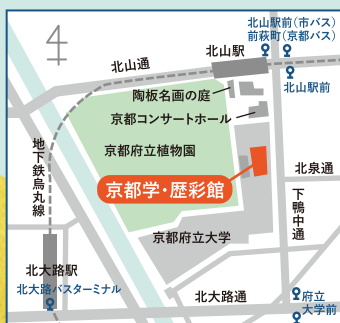 北山駅前(市バス)
前萩町(京都バス)
北山駅
北山通
北山駅前
陶板名画の庭
京都コンサートホール
京都府立植物園
地下鉄烏丸線
京都学・歴彩館
北泉通
下鴨中通
京都府立大学
北大路駅
北大路バスターミナル
北大路通
府立
大学前